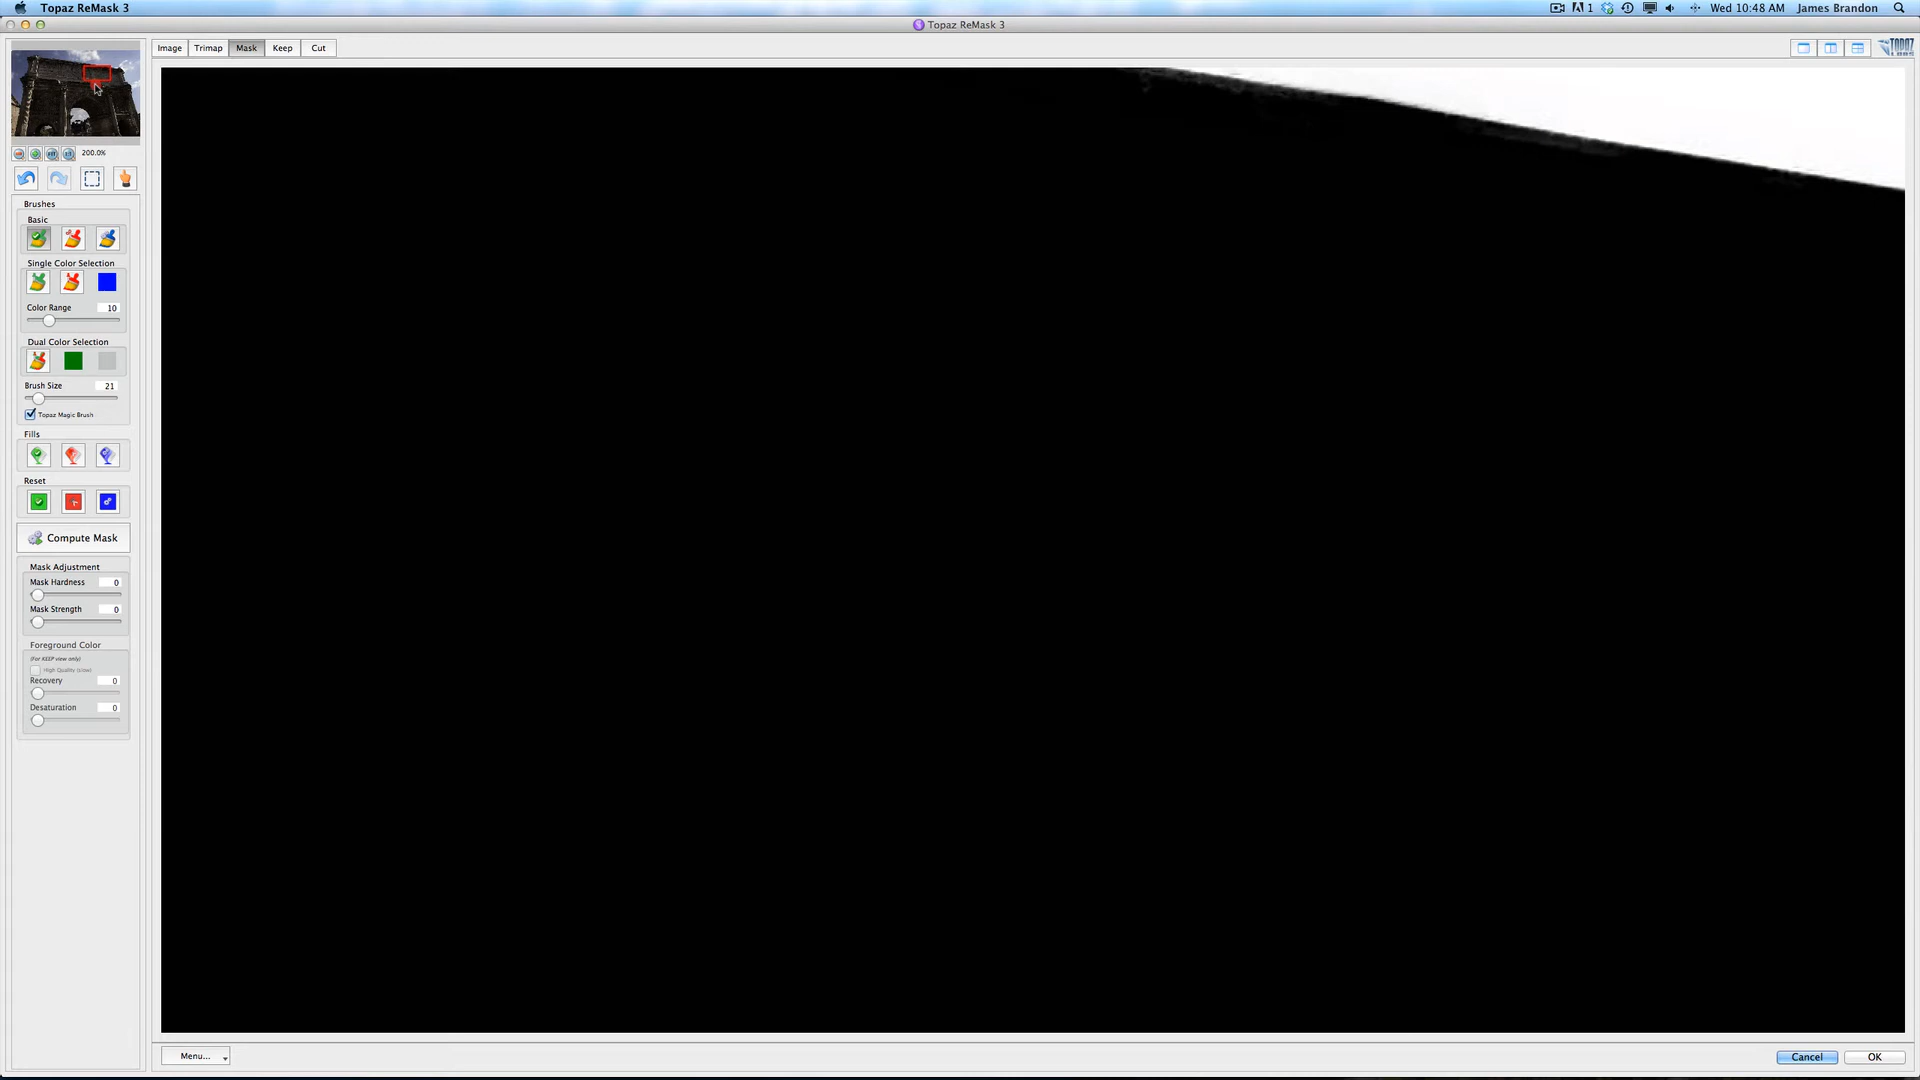 Topaz ReMask 3
1
Wed 10:48 AM
James Brandon
Topaz ReMask 3
Image
Trimap
Mask
Keep
Cut
TOPAZ
LABS
200.0%
Brushes
Basic
Single Color Selection
Color Range 10
Dual Color Selection
Brush Size 21
Topaz Magic Brush
Fills
Reset
Compute Mask
Mask Adjustment
Mask Hardness 0
Mask Strength 0
Foreground Color
(For KEEP view only)
High Quality (slow)
Recovery 0
Desaturation 0
Menu...
Cancel
OK